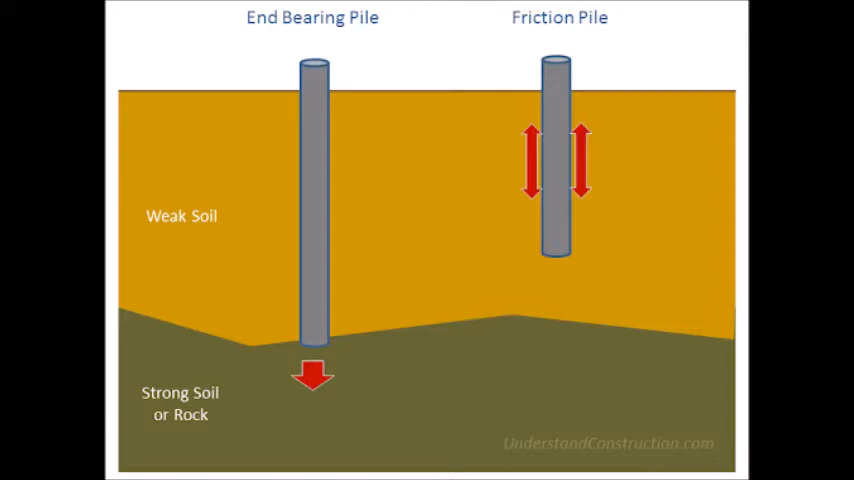 End Bearing Pile
Friction Pile
Weak Soil
Strong Soil
or Rock
UnderstandConstruction.com